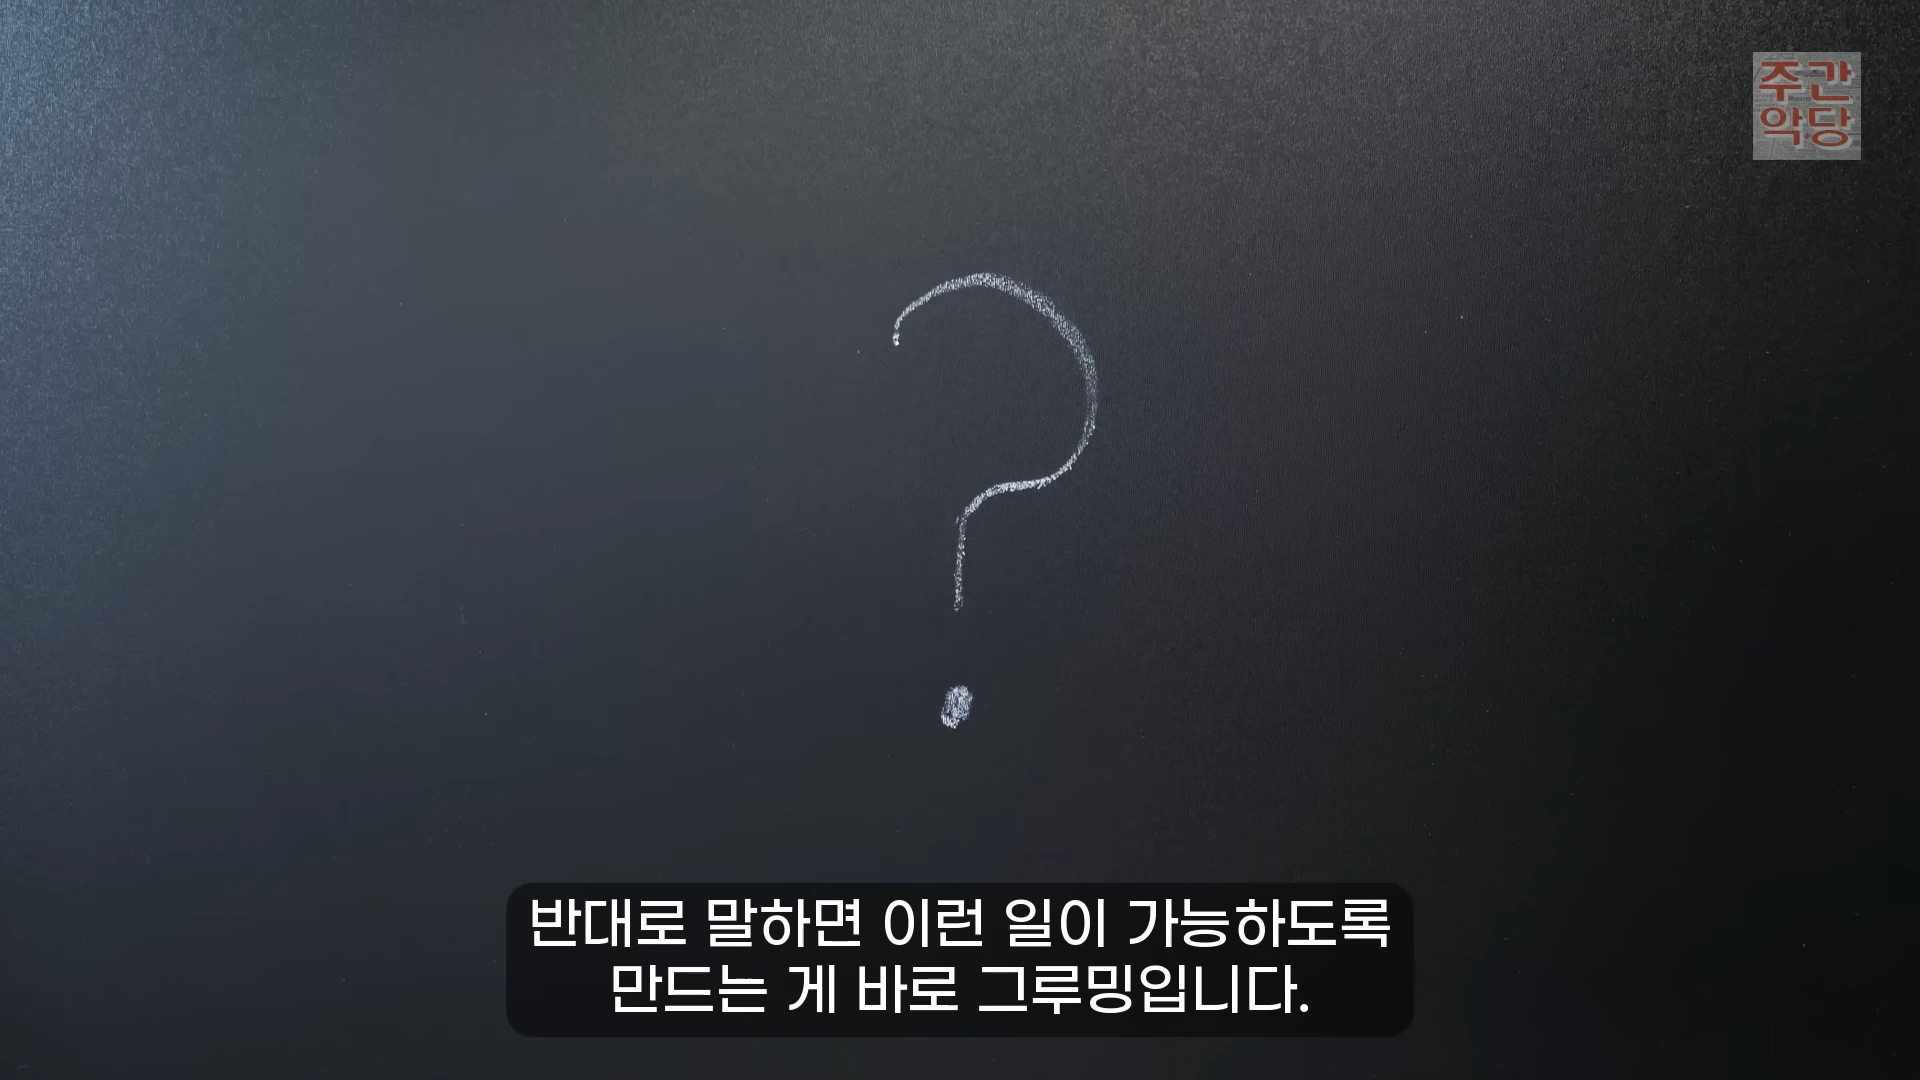 주간
악당
?
반대로 말하면 이런 일이 가능하도록
만드는 게 바로 그루밍입니다.